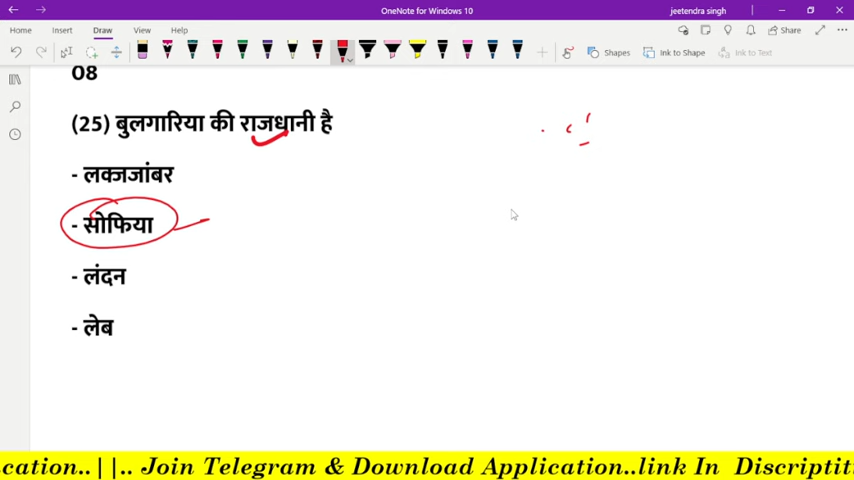 OneNote for Windows 10
jeetendra singh
Home Insert Draw View Help
Share
Shapes
Ink to Shape
Ink to Text
08
(25) बुलगारिया की राजधानी है
- लक्जजांबर
- सोफिया
- लंदन
- लेब
cation..||.. Join Telegram & Download Application..link In Discriptit